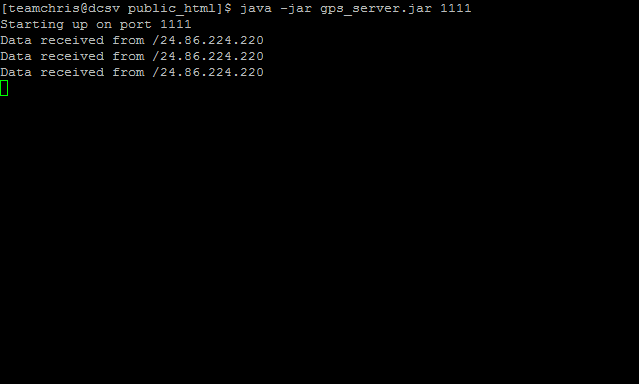 [teamchris@dcsv public_html]$ java -jar gps_server.jar 1111
Starting up on port 1111
Data received from /24.86.224.220
Data received from /24.86.224.220
Data received from /24.86.224.220